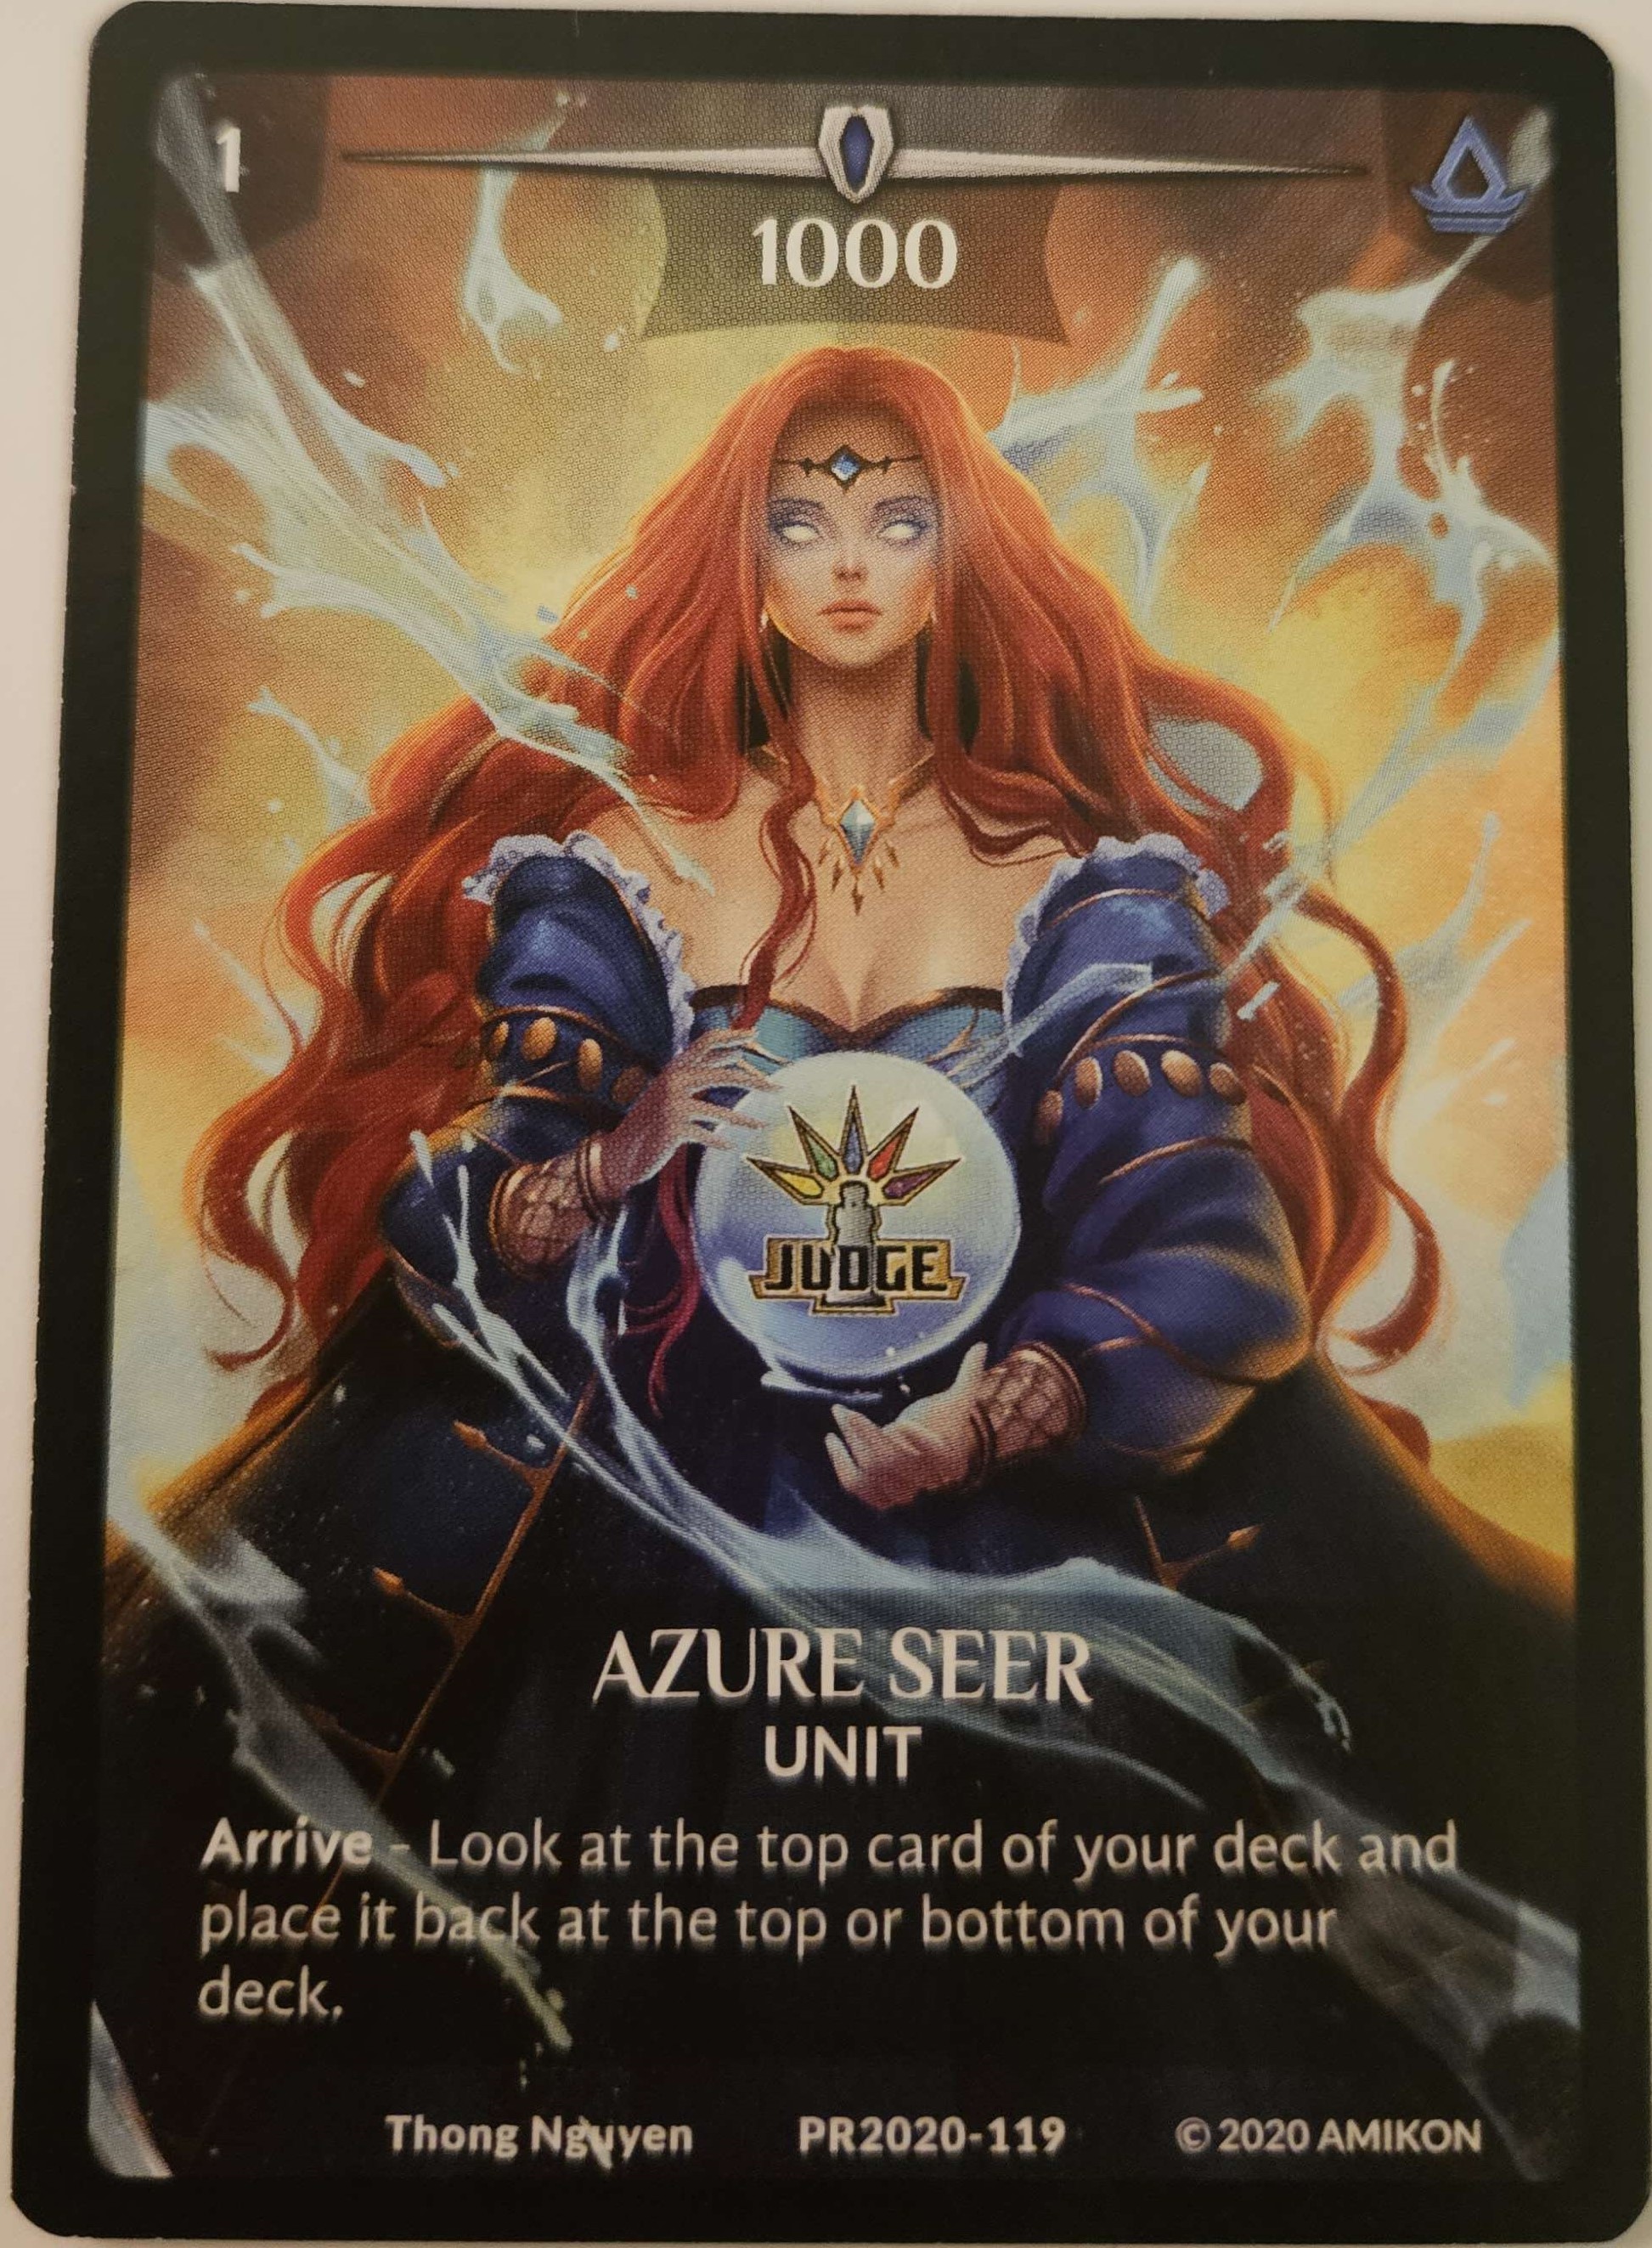 1
1000
JUDGE
AZURE SEER
UNIT
Arrive - Look at the top card of your deck and
place it back at the top or bottom of your
deck.
Thong Nguyen PR2020-119 © 2020 AMIKON